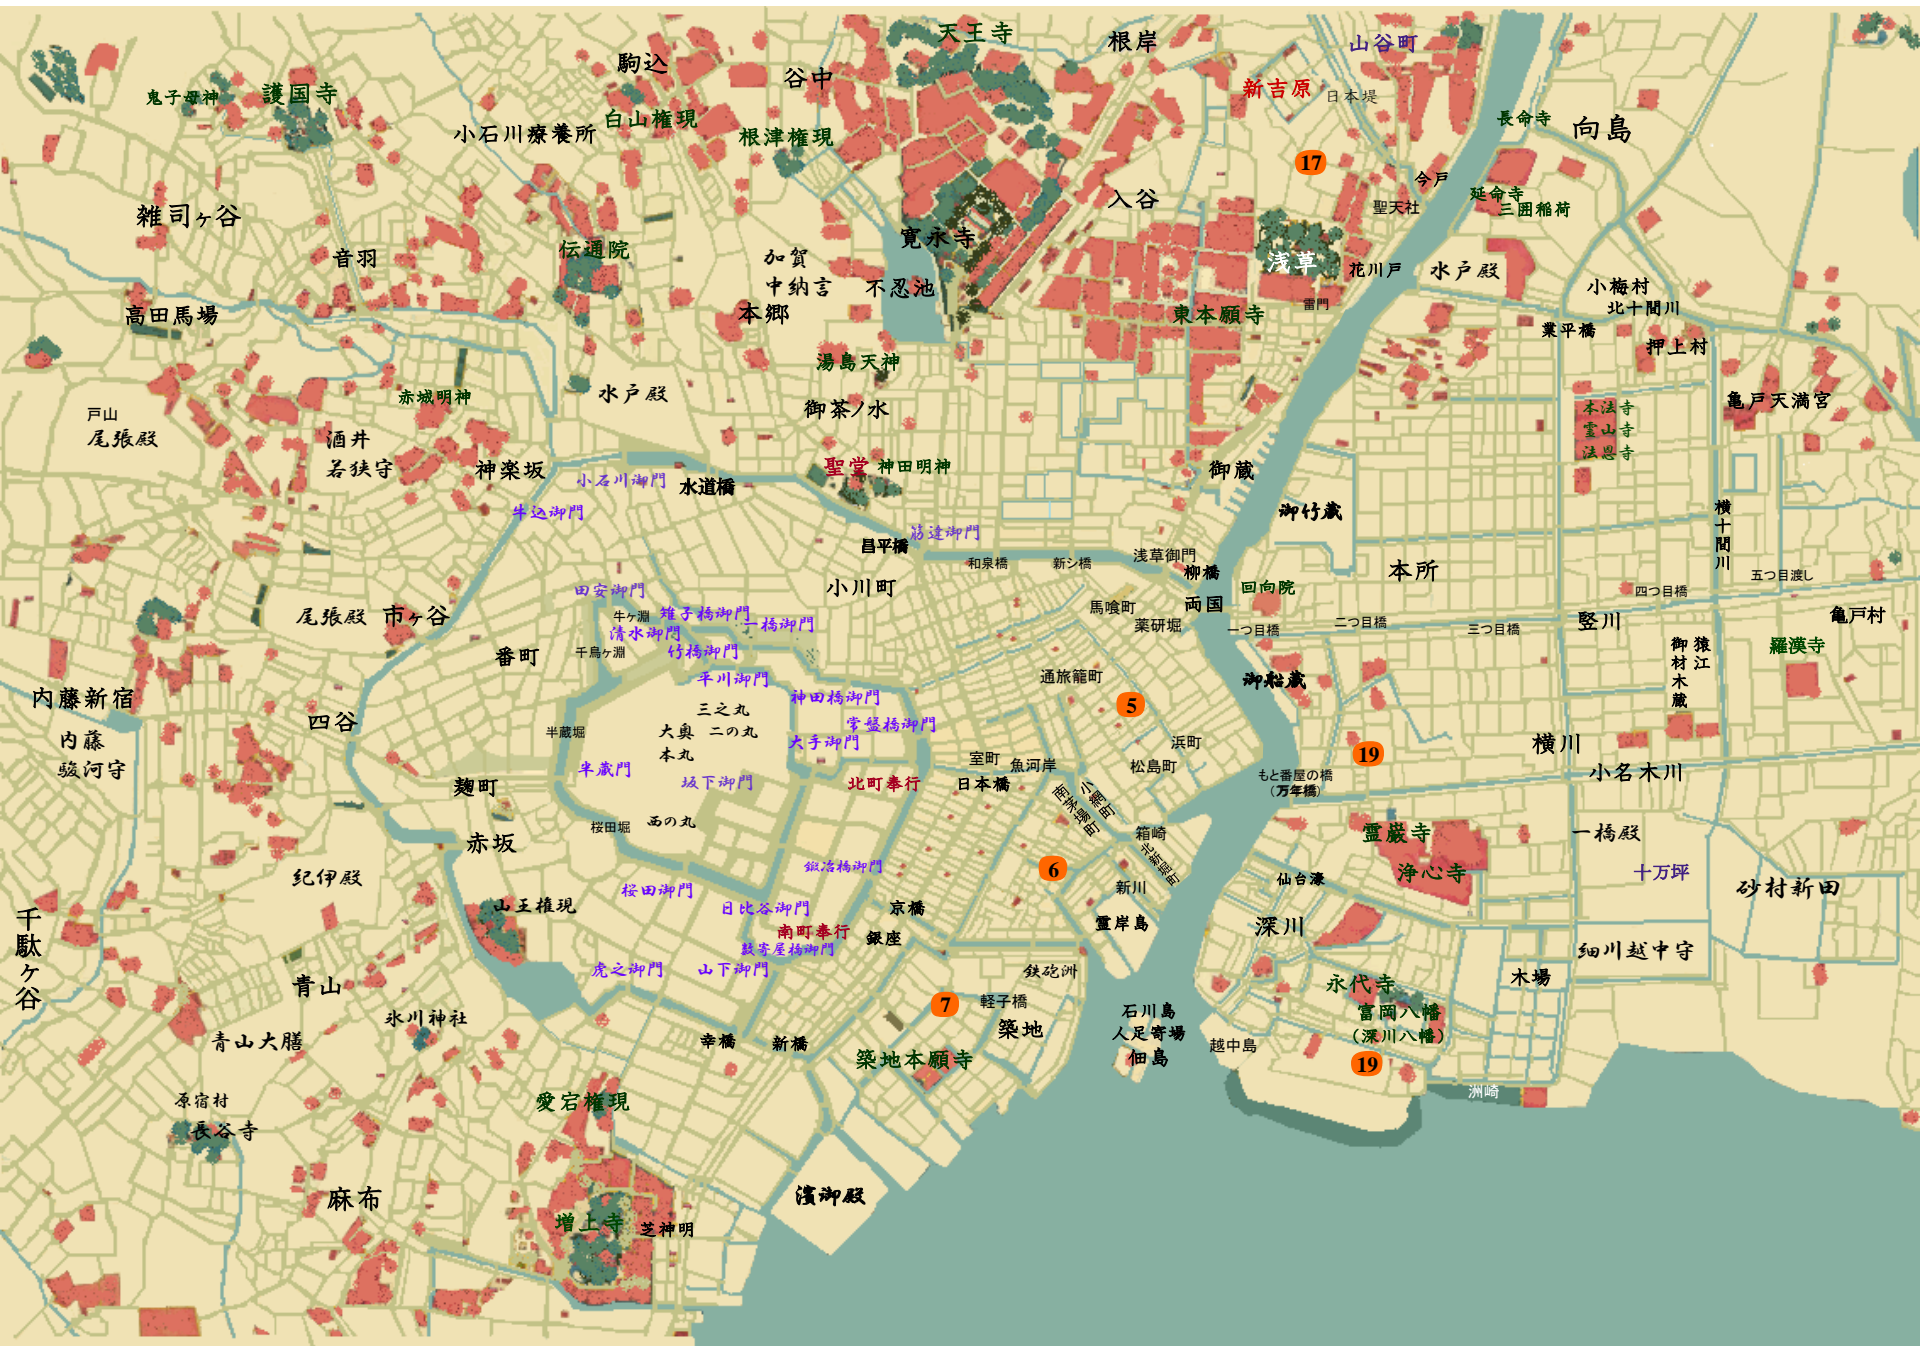 天王寺
根岸
山谷町
駒込
谷中
新吉原
日本堤
鬼子母神
護国寺
長命寺
向島
白山権現
小石川療養所
根津権現
17
今戸
入谷
延命寺
三囲稲荷
聖天社
雑司ヶ谷
寛永寺
伝通院
音羽
加賀
中納言
浅草
花川戸
水戸殿
不忍池
小梅村
北十間川
雷門
高田馬場
本郷
東本願寺
業平橋
押上村
湯島天神
赤城明神
水戸殿
亀戸天満宮
本法寺
霊山寺
法恩寺
戸山
尾張殿
御茶ノ水
酒井
若狭守
神楽坂
聖堂
神田明神
御蔵
小石川御門
水道橋
牛込御門
御竹蔵
横十間川
筋違御門
昌平橋
和泉橋
新シ橋
浅草御門
柳橋
本所
五つ目渡し
田安御門
小川町
回向院
四つ目橋
尾張殿
市ヶ谷
牛ヶ淵
雉子橋御門
一橋御門
馬喰町
両国
薬研堀
一つ目橋
二つ目橋
三つ目橋
竪川
亀戸村
清水御門
番町
千鳥ヶ淵
竹橋御門
猿江
御材木蔵
羅漢寺
平川御門
通旅籠町
御船蔵
内藤新宿
神田橋御門
5
四谷
三之丸
大奥
二の丸
常盤橋御門
半蔵堀
大手御門
浜町
内藤
駿河守
本丸
19
横川
半蔵門
坂下御門
北町奉行
室町
魚河岸
日本橋
松島町
もと番屋の橋
（万年橋）
小名木川
麹町
小網町
南茅場町
西の丸
桜田堀
箱崎
霊巌寺
一橋殿
赤坂
北新堀町
鍛冶橋御門
6
浄心寺
十万坪
紀伊殿
桜田御門
新川
仙台濠
砂村新田
山王権現
日比谷御門
京橋
霊岸島
深川
千駄ヶ谷
南町奉行
銀座
数寄屋橋御門
細川越中守
虎之御門
山下御門
鉄砲洲
木場
青山
永代寺
7
軽子橋
石川島
人足寄場
佃島
富岡八幡
（深川八幡）
氷川神社
築地
青山大膳
幸橋
新橋
越中島
築地本願寺
19
洲崎
原宿村
愛宕権現
長谷寺
麻布
濱御殿
増上寺
芝神明